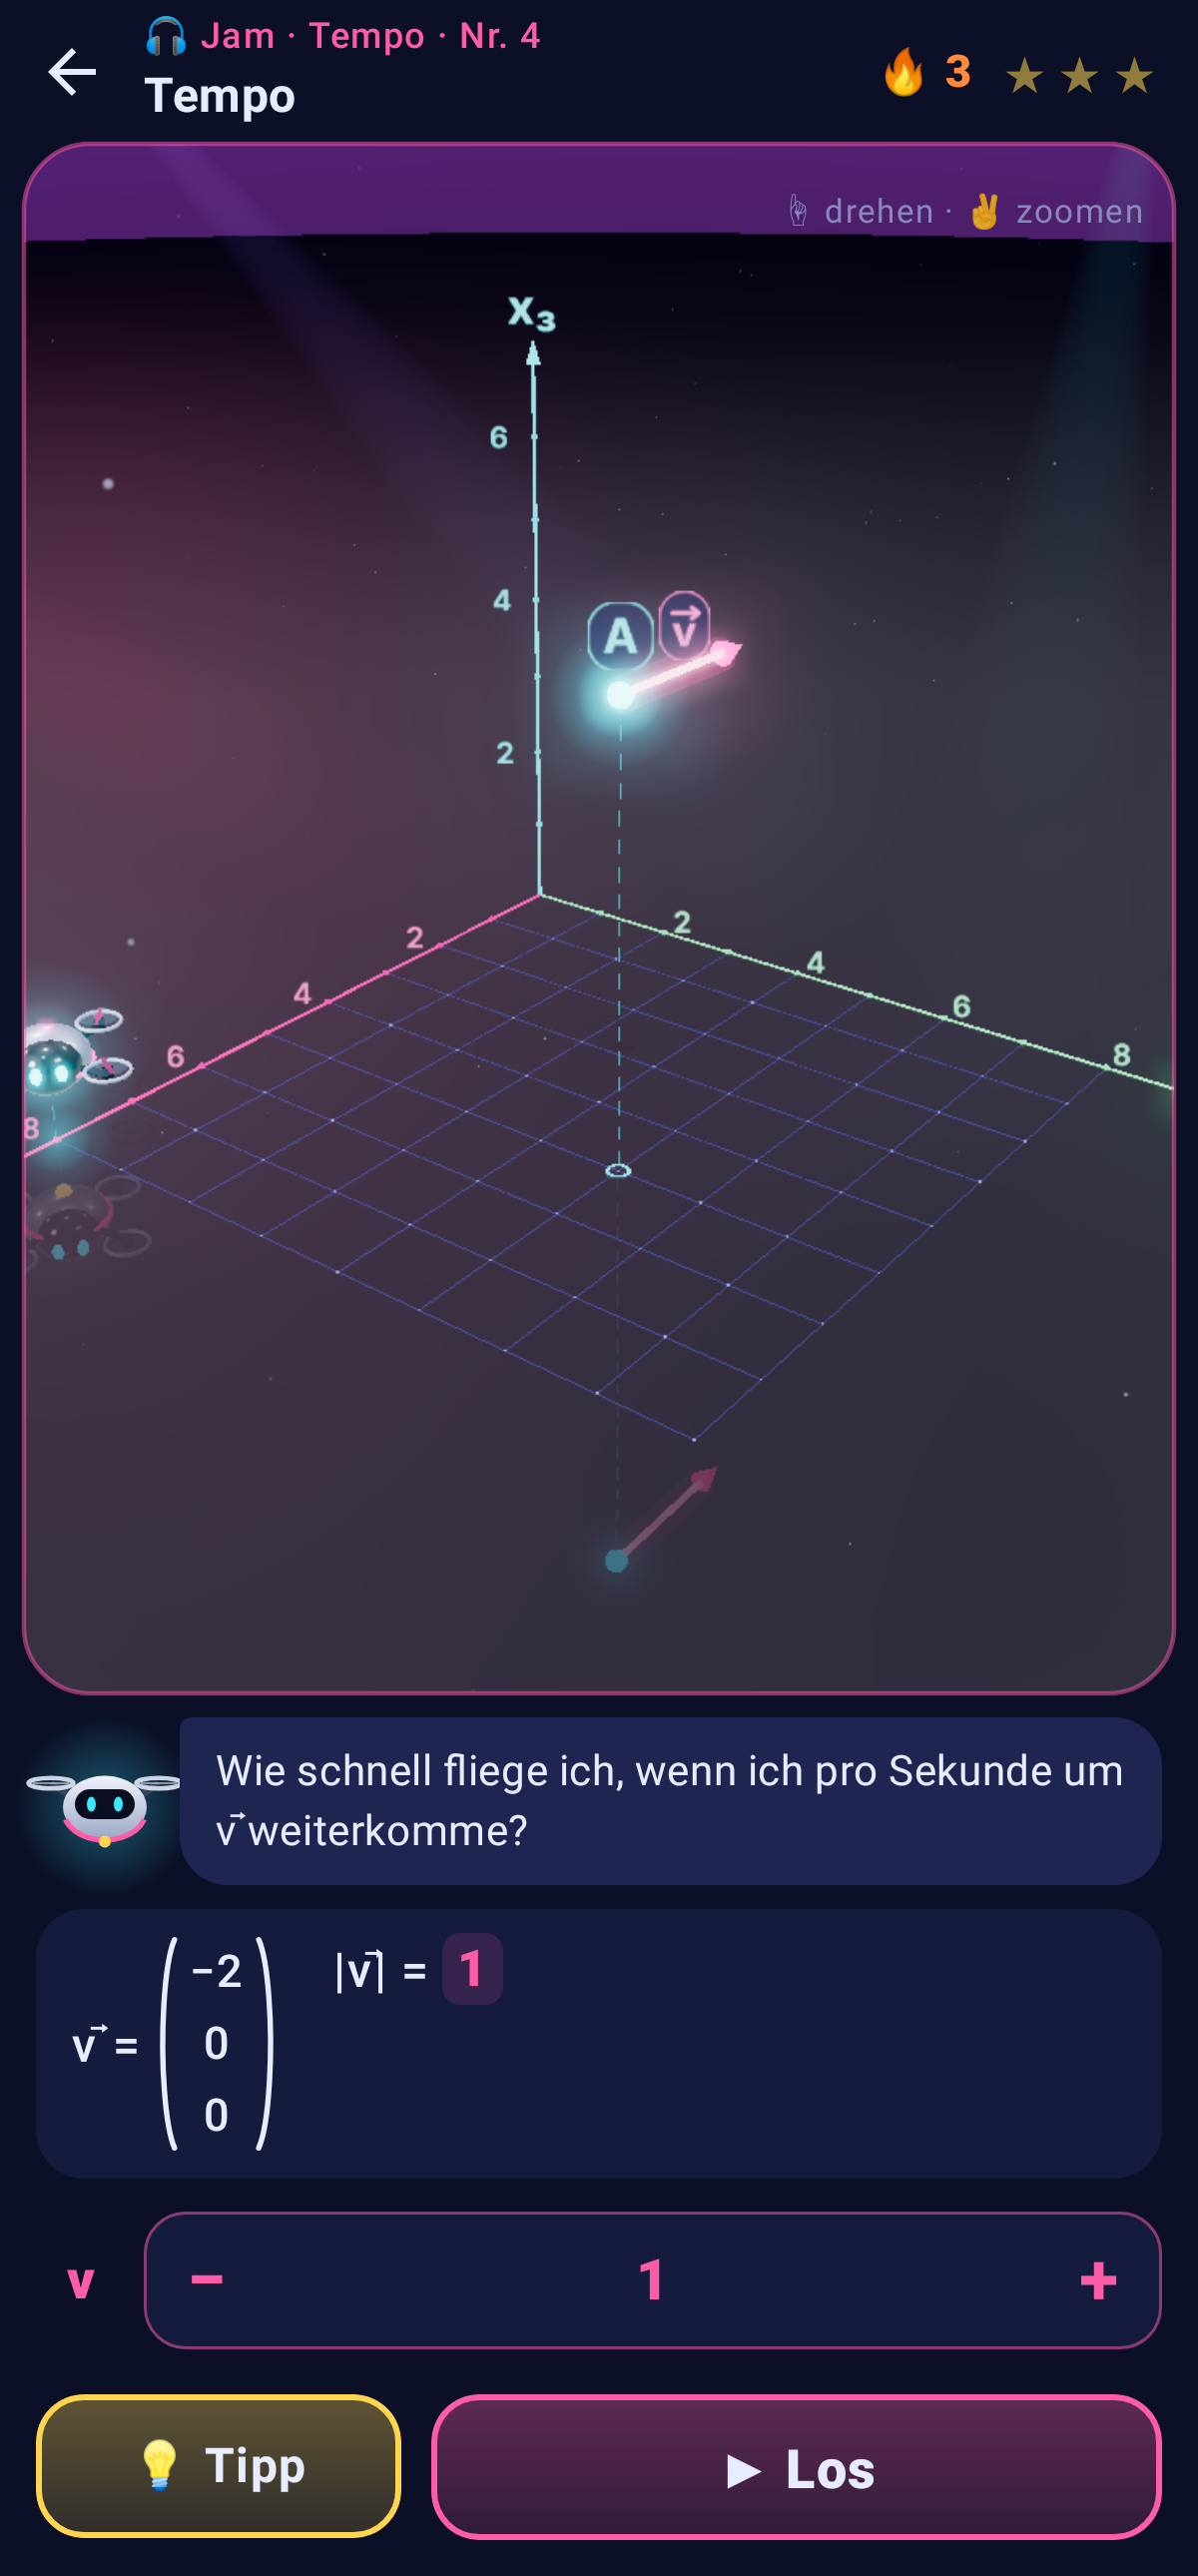 🎧 Jam · Tempo · Nr. 4
Tempo
🔥 3 ★ ★ ★
☝ drehen · ✌ zoomen
x₃
6
4
2
A
v⃗
2
4
6
8
2
4
6
8
Wie schnell fliege ich, wenn ich pro Sekunde um
v⃗ weiterkomme?
v⃗ = (−2 0 0) |v⃗| = 1
v − 1 +
💡 Tipp
▶ Los